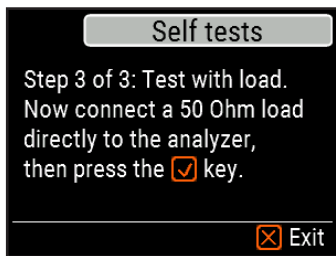 Self tests
Step 3 of 3: Test with load.
Now connect a 50 Ohm load
directly to the analyzer,
then press the key.
Exit